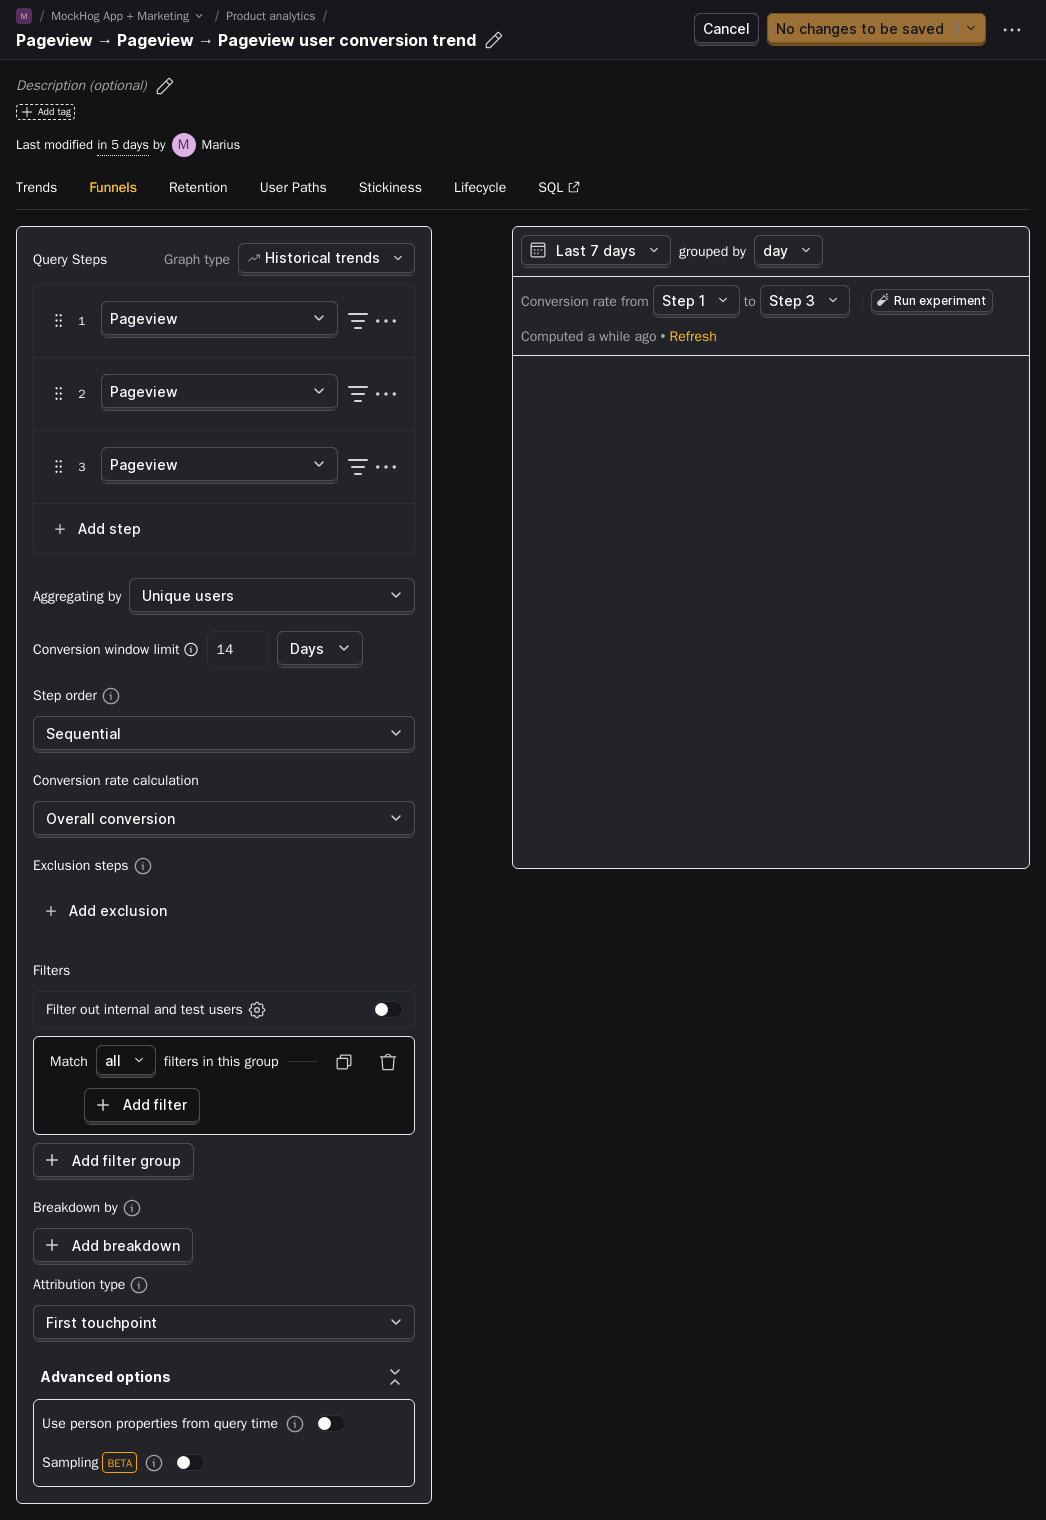 M / MockHog App + Marketing / Product analytics /
Pageview → Pageview → Pageview user conversion trend
Cancel
No changes to be saved
Description (optional)
Add tag
Last modified in 5 days by M Marius
Trends Funnels Retention User Paths Stickiness Lifecycle SQL
Query Steps Graph type Historical trends
1 Pageview
2 Pageview
3 Pageview
Add step
Aggregating by Unique users
Conversion window limit 14 Days
Step order
Sequential
Conversion rate calculation
Overall conversion
Exclusion steps
Add exclusion
Filters
Filter out internal and test users
Match all filters in this group
Add filter
Add filter group
Breakdown by
Add breakdown
Attribution type
First touchpoint
Advanced options
Use person properties from query time
Sampling BETA
Last 7 days grouped by day
Conversion rate from Step 1 to Step 3 Run experiment
Computed a while ago • Refresh